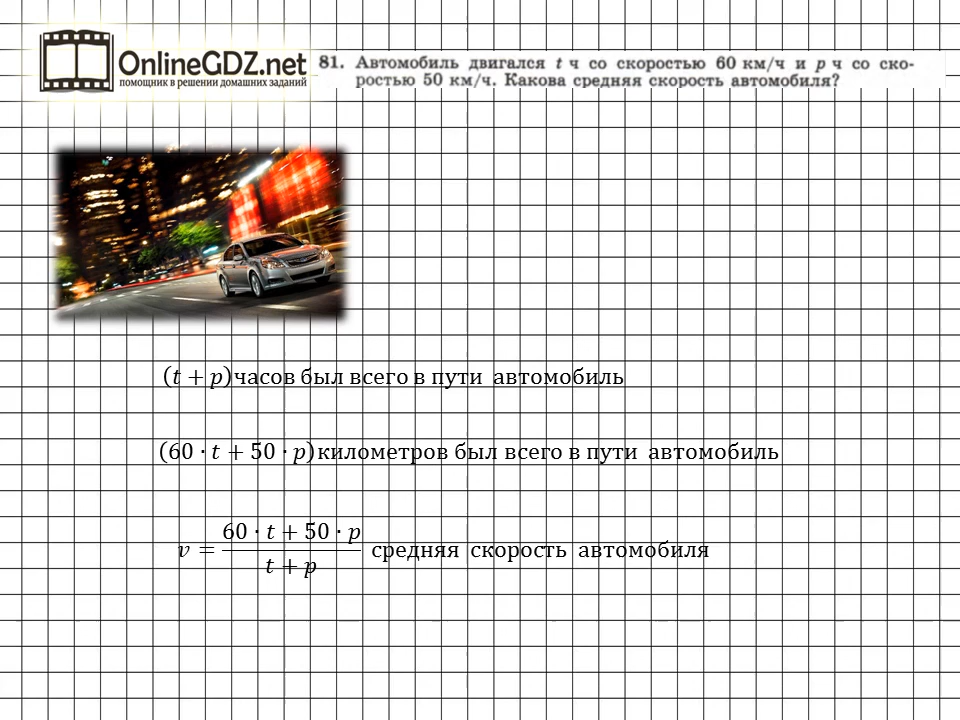 OnlineGDZ.net
помощник в решении домашних заданий
81. Автомобиль двигался t ч со скоростью 60 км/ч и p ч со ско-
ростью 50 км/ч. Какова средняя скорость автомобиля?
(t + p) часов был всего в пути автомобиль
(60 · t + 50 · p) километров был всего в пути автомобиль
v = (60 · t + 50 · p) / (t + p) средняя скорость автомобиля